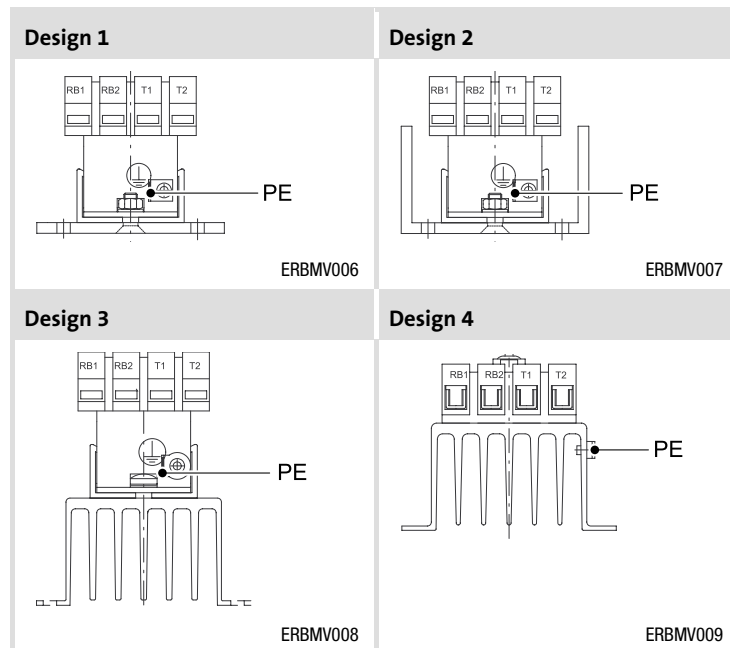 Design 1
RB1 RB2 T1 T2
PE
ERBMV006
Design 2
RB1 RB2 T1 T2
PE
ERBMV007
Design 3
RB1 RB2 T1 T2
PE
ERBMV008
Design 4
RB1 RB2 T1 T2
PE
ERBMV009